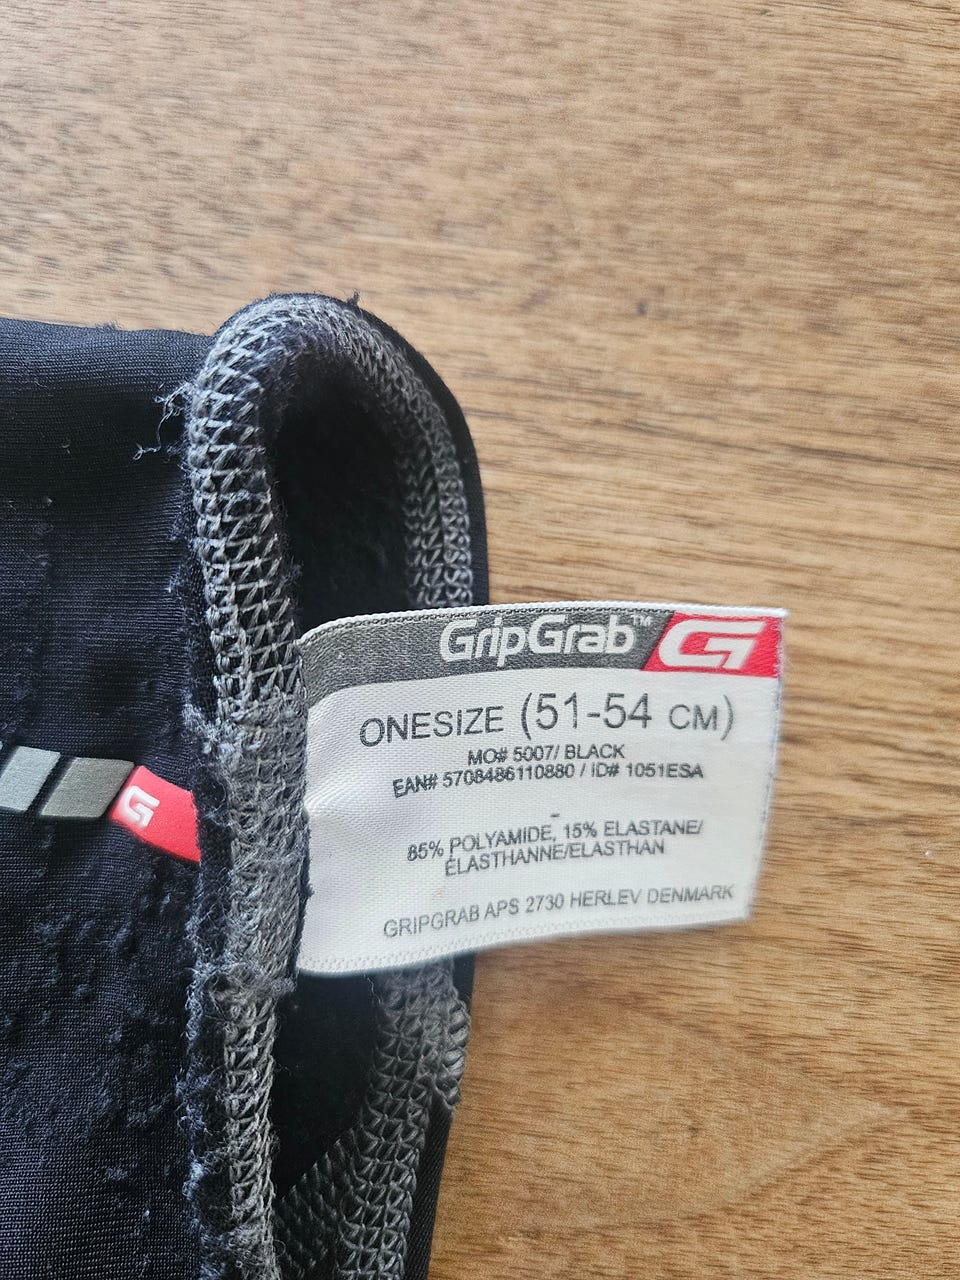 GripGrab™ G
ONESIZE (51-54 CM)
MO# 5007/ BLACK
EAN# 5708486110880 / ID# 1051ESA
-
85% POLYAMIDE, 15% ELASTANE/
ÉLASTHANNE/ELASTHAN
GRIPGRAB APS 2730 HERLEV DENMARK
G